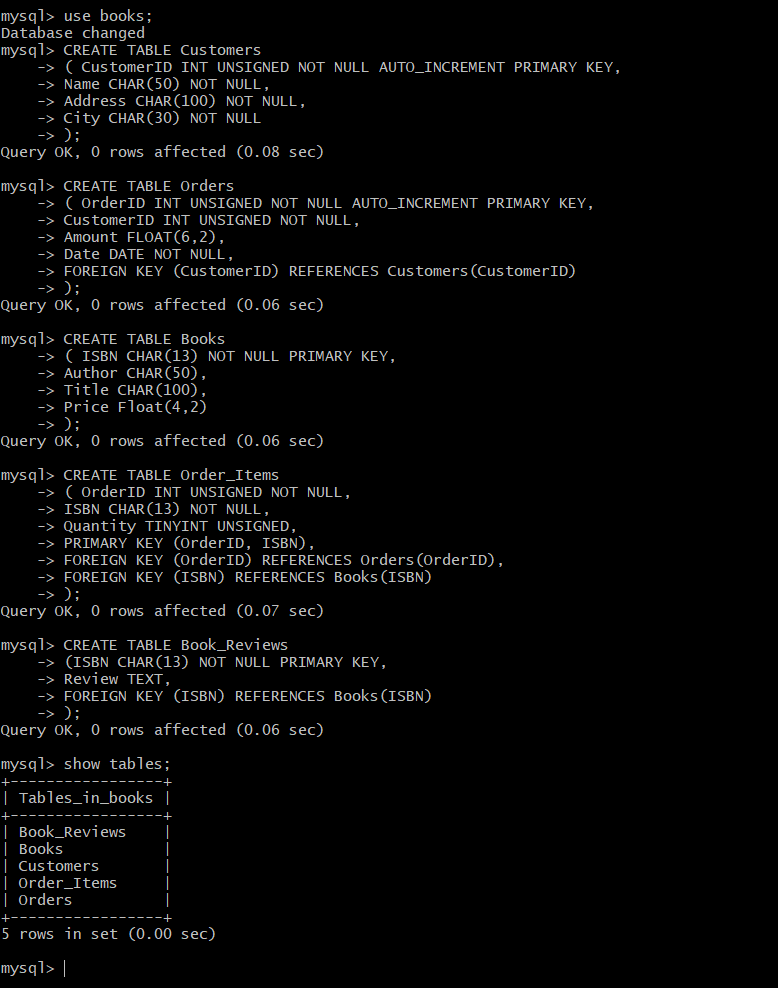 mysql> use books;
Database changed
mysql> CREATE TABLE Customers
    -> ( CustomerID INT UNSIGNED NOT NULL AUTO_INCREMENT PRIMARY KEY,
    -> Name CHAR(50) NOT NULL,
    -> Address CHAR(100) NOT NULL,
    -> City CHAR(30) NOT NULL
    -> );
Query OK, 0 rows affected (0.08 sec)

mysql> CREATE TABLE Orders
    -> ( OrderID INT UNSIGNED NOT NULL AUTO_INCREMENT PRIMARY KEY,
    -> CustomerID INT UNSIGNED NOT NULL,
    -> Amount FLOAT(6,2),
    -> Date DATE NOT NULL,
    -> FOREIGN KEY (CustomerID) REFERENCES Customers(CustomerID)
    -> );
Query OK, 0 rows affected (0.06 sec)

mysql> CREATE TABLE Books
    -> ( ISBN CHAR(13) NOT NULL PRIMARY KEY,
    -> Author CHAR(50),
    -> Title CHAR(100),
    -> Price Float(4,2)
    -> );
Query OK, 0 rows affected (0.06 sec)

mysql> CREATE TABLE Order_Items
    -> ( OrderID INT UNSIGNED NOT NULL,
    -> ISBN CHAR(13) NOT NULL,
    -> Quantity TINYINT UNSIGNED,
    -> PRIMARY KEY (OrderID, ISBN),
    -> FOREIGN KEY (OrderID) REFERENCES Orders(OrderID),
    -> FOREIGN KEY (ISBN) REFERENCES Books(ISBN)
    -> );
Query OK, 0 rows affected (0.07 sec)

mysql> CREATE TABLE Book_Reviews
    -> (ISBN CHAR(13) NOT NULL PRIMARY KEY,
    -> Review TEXT,
    -> FOREIGN KEY (ISBN) REFERENCES Books(ISBN)
    -> );
Query OK, 0 rows affected (0.06 sec)

mysql> show tables;
+-----------------+
| Tables_in_books |
+-----------------+
| Book_Reviews    |
| Books           |
| Customers       |
| Order_Items     |
| Orders          |
+-----------------+
5 rows in set (0.00 sec)

mysql>